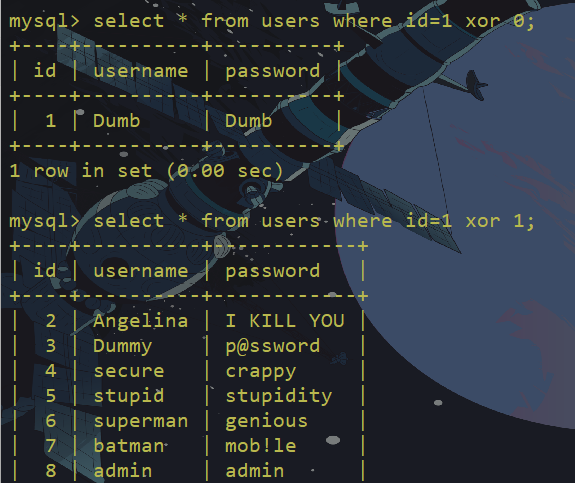 mysql> select * from users where id=1 xor 0;
+----+----------+----------+
| id | username | password |
+----+----------+----------+
|  1 | Dumb     | Dumb     |
+----+----------+----------+
1 row in set (0.00 sec)
mysql> select * from users where id=1 xor 1;
+----+----------+------------+
| id | username | password   |
+----+----------+------------+
|  2 | Angelina | I KILL YOU |
|  3 | Dummy    | p@ssword   |
|  4 | secure   | crappy     |
|  5 | stupid   | stupidity  |
|  6 | superman | genious    |
|  7 | batman   | mob!le     |
|  8 | admin    | admin      |